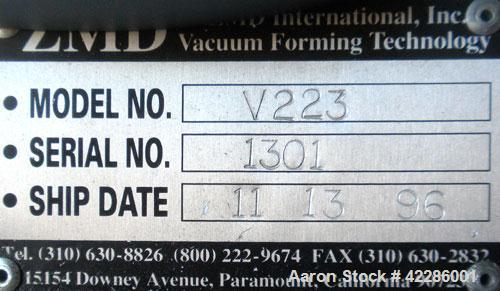 ZMD International, Inc.
Vacuum Forming Technology
• MODEL NO. V223
• SERIAL NO. 1301
• SHIP DATE 11 13 96
Tel. (310) 630-8826 (800) 222-9674 FAX (310) 630-2832
15154 Downey Avenue, Paramount, California
Aaron Stock # 42286001